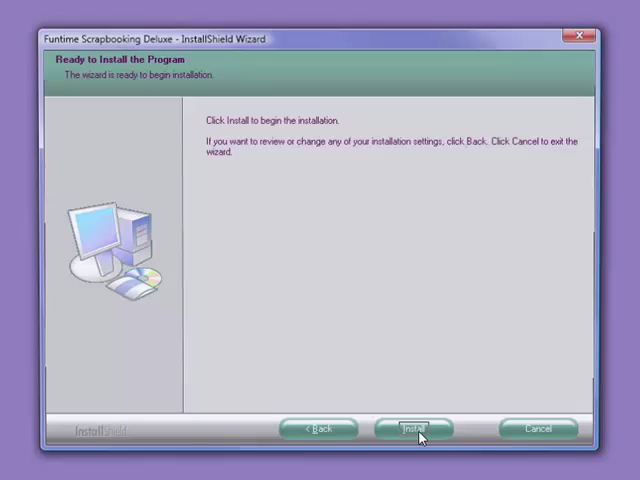 Funtime Scrapbooking Deluxe - InstallShield Wizard
Ready to Install the Program
The wizard is ready to begin installation.
Click Install to begin the installation.
If you want to review or change any of your installation settings, click Back. Click Cancel to exit the
wizard.
InstallShield
< Back
Install
Cancel